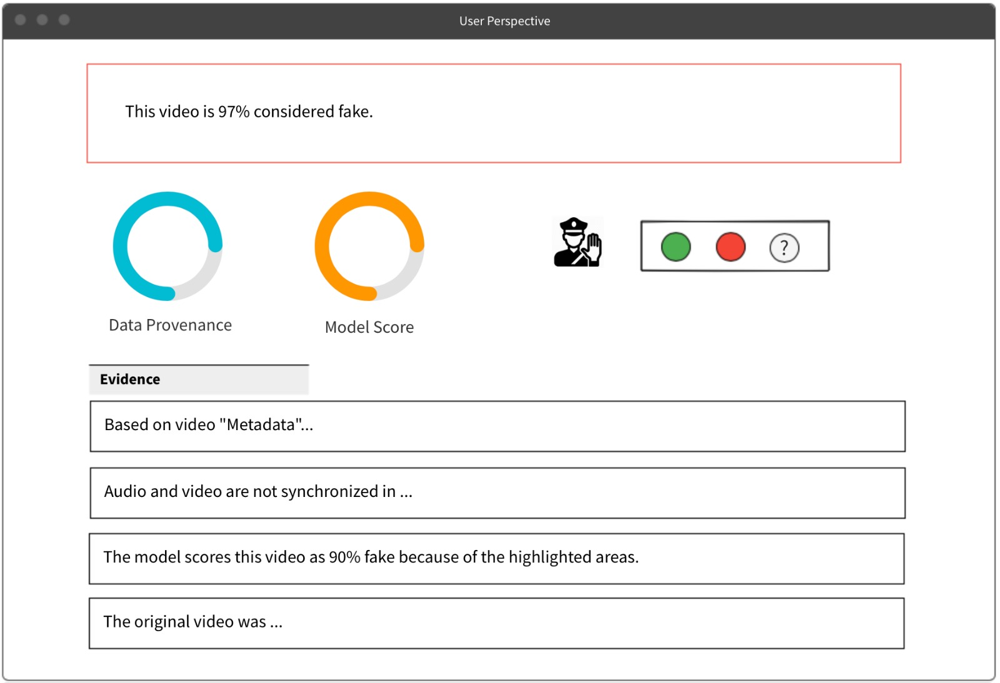 User Perspective
This video is 97% considered fake.
?
Data Provenance
Model Score
Evidence
Based on video "Metadata"...
Audio and video are not synchronized in ...
The model scores this video as 90% fake because of the highlighted areas.
The original video was ...